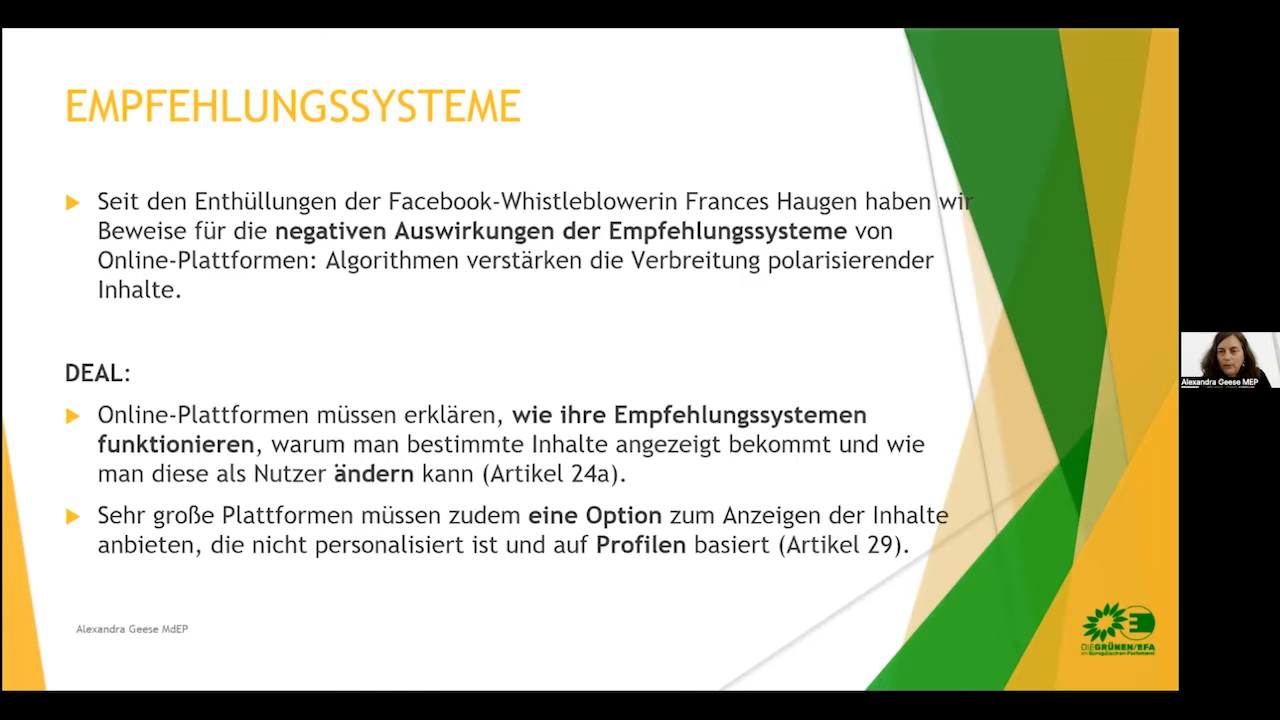 EMPFEHLUNGSSYSTEME
Seit den Enthüllungen der Facebook-Whistleblowerin Frances Haugen haben wir
Beweise für die negativen Auswirkungen der Empfehlungssysteme von
Online-Plattformen: Algorithmen verstärken die Verbreitung polarisierender
Inhalte.
DEAL:
Online-Plattformen müssen erklären, wie ihre Empfehlungssystemen
funktionieren, warum man bestimmte Inhalte angezeigt bekommt und wie
man diese als Nutzer ändern kann (Artikel 24a).
Sehr große Plattformen müssen zudem eine Option zum Anzeigen der Inhalte
anbieten, die nicht personalisiert ist und auf Profilen basiert (Artikel 29).
Alexandra Geese MdEP
DIEGRÜNEN/EFA
im Europäischen Parlament
Alexandra Geese MEP